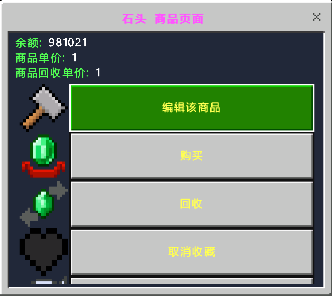 石头 商品页面
余额: 981021
商品单价: 1
商品回收单价: 1
编辑该商品
购买
回收
取消收藏